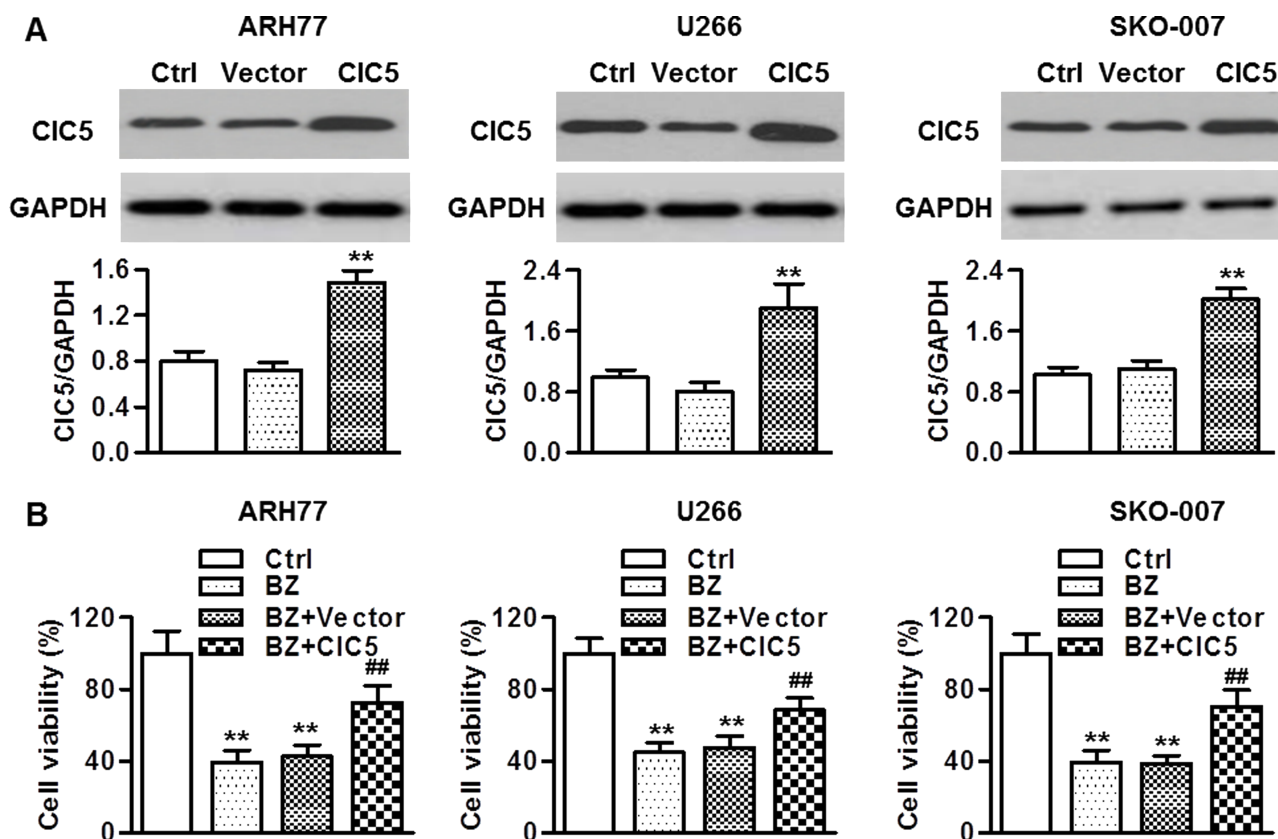 A
ARH77
U266
SKO-007
Ctrl Vector ClC5
Ctrl Vector ClC5
Ctrl Vector ClC5
ClC5
ClC5
ClC5
GAPDH
GAPDH
GAPDH
ClC5/GAPDH
1.6
1.2
0.8
0.4
0.0
**
ClC5/GAPDH
2.4
1.6
0.8
0.0
**
ClC5/GAPDH
2.4
1.6
0.8
0.0
**
B
ARH77
Ctrl
BZ
BZ+Vector
BZ+ClC5
Cell viability (%)
120
80
40
0
**
**
##
U266
Ctrl
BZ
BZ+Vector
BZ+ClC5
Cell viability (%)
120
80
40
0
**
**
##
SKO-007
Ctrl
BZ
BZ+Vector
BZ+ClC5
Cell viability (%)
120
80
40
0
**
**
##